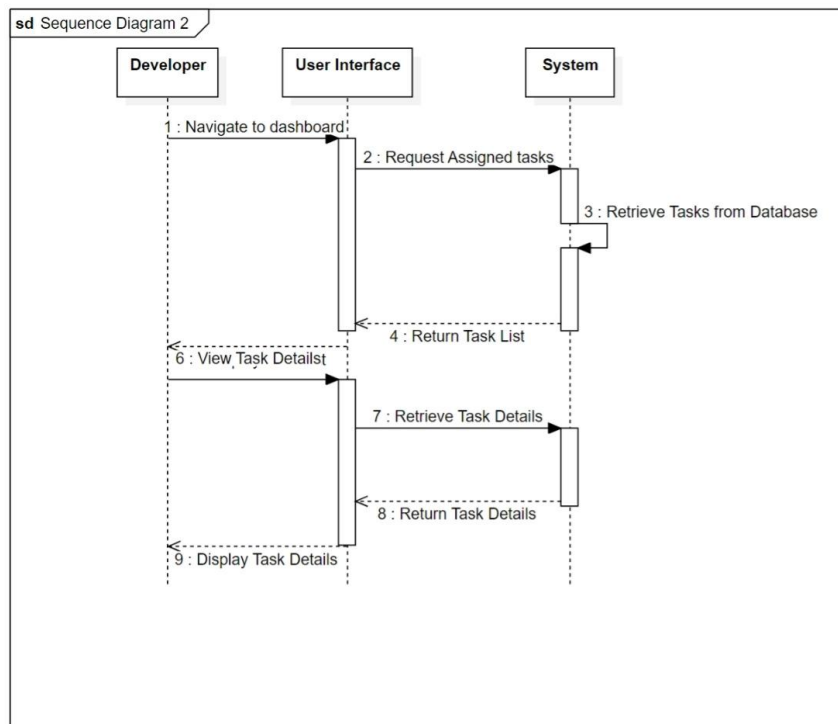 sd Sequence Diagram 2
Developer
User Interface
System
1 : Navigate to dashboard
2 : Request Assigned tasks
3 : Retrieve Tasks from Database
4 : Return Task List
6 : View Task Detailst
7 : Retrieve Task Details
8 : Return Task Details
9 : Display Task Details